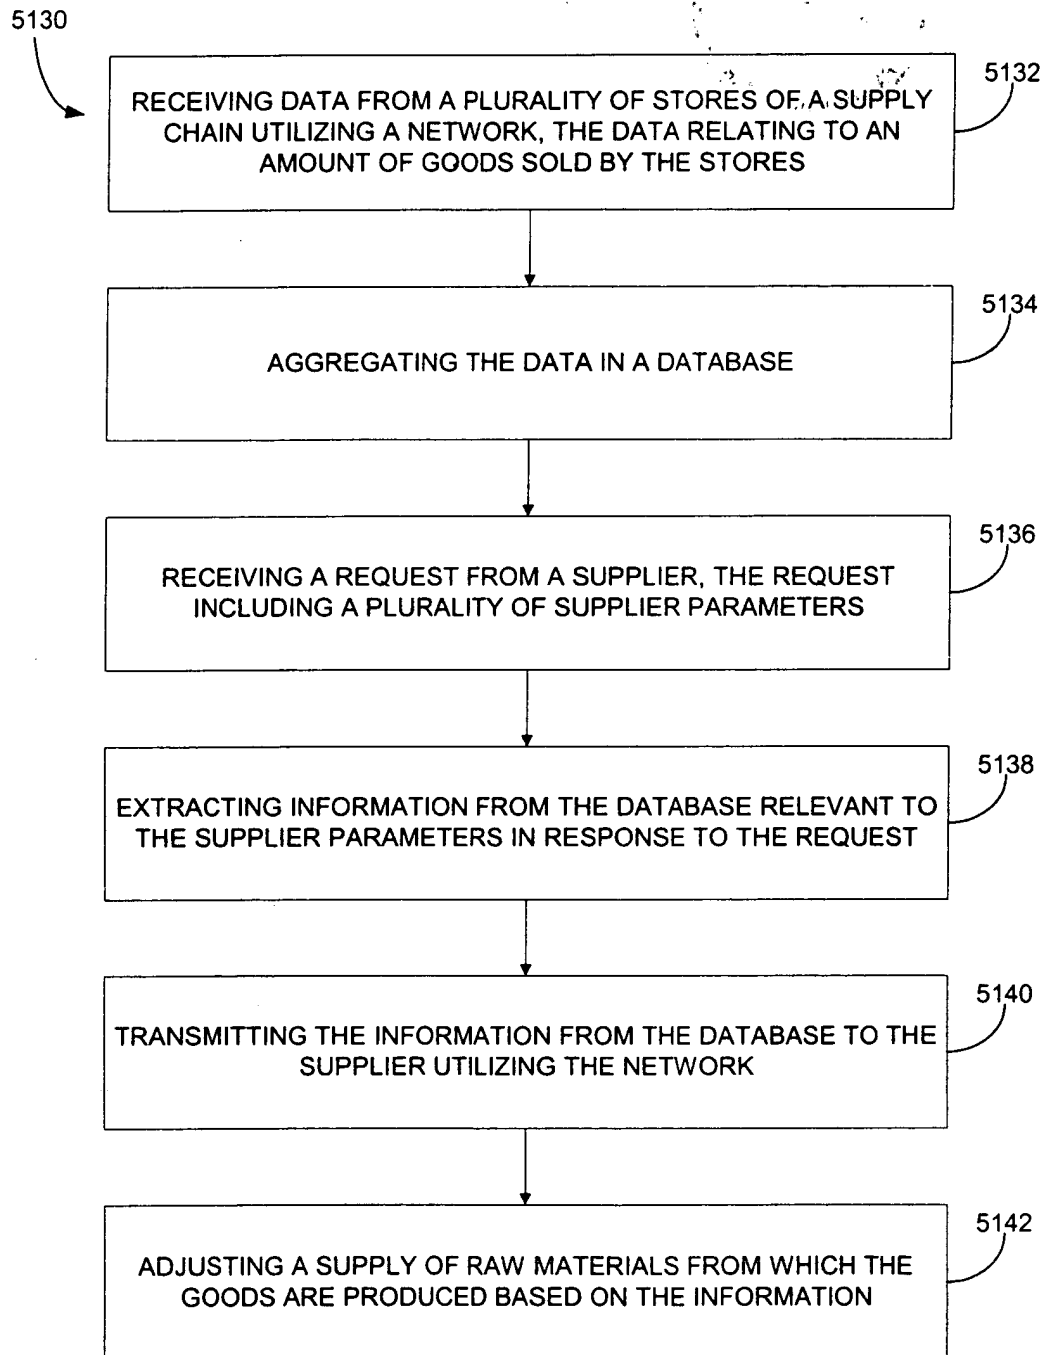 5130
5132
RECEIVING DATA FROM A PLURALITY OF STORES OF A SUPPLY
CHAIN UTILIZING A NETWORK, THE DATA RELATING TO AN
AMOUNT OF GOODS SOLD BY THE STORES
5134
AGGREGATING THE DATA IN A DATABASE
5136
RECEIVING A REQUEST FROM A SUPPLIER, THE REQUEST
INCLUDING A PLURALITY OF SUPPLIER PARAMETERS
5138
EXTRACTING INFORMATION FROM THE DATABASE RELEVANT TO
THE SUPPLIER PARAMETERS IN RESPONSE TO THE REQUEST
5140
TRANSMITTING THE INFORMATION FROM THE DATABASE TO THE
SUPPLIER UTILIZING THE NETWORK
5142
ADJUSTING A SUPPLY OF RAW MATERIALS FROM WHICH THE
GOODS ARE PRODUCED BASED ON THE INFORMATION